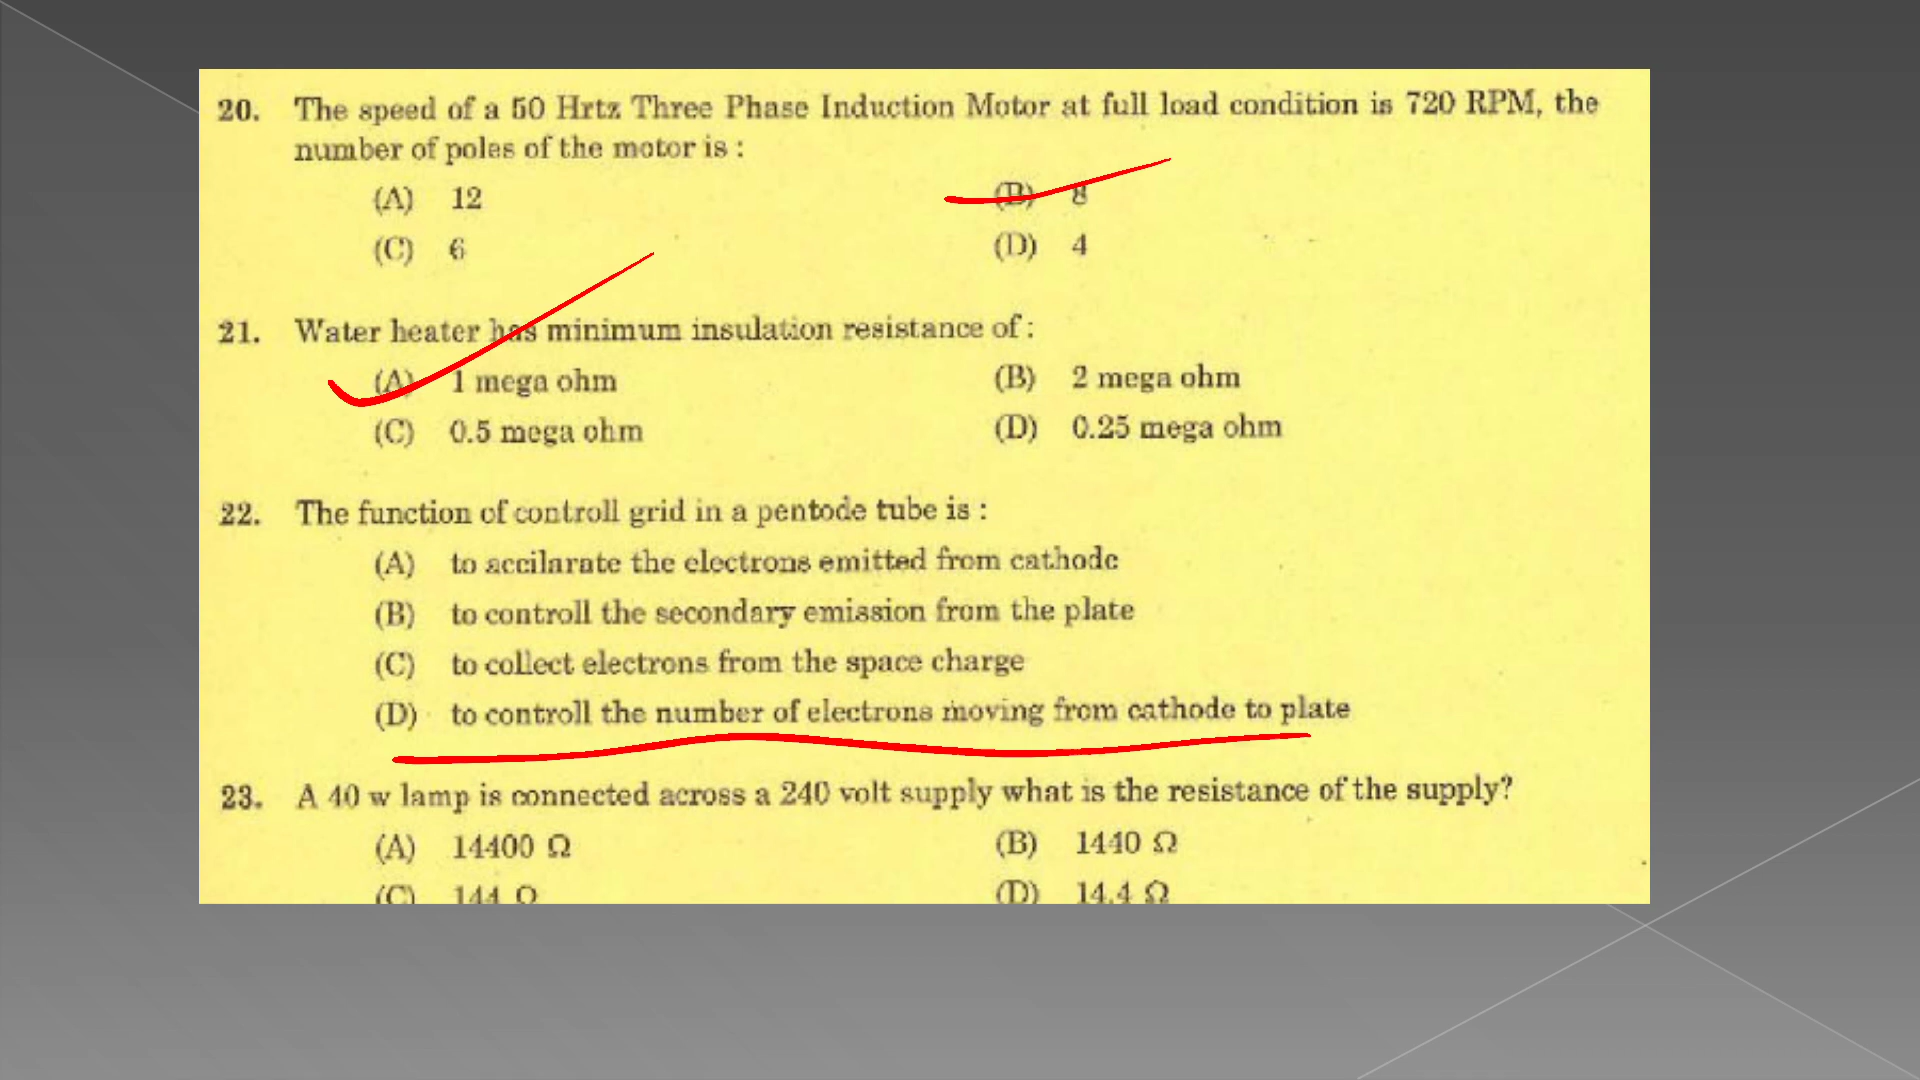 20. The speed of a 50 Hrtz Three Phase Induction Motor at full load condition is 720 RPM, the
number of poles of the motor is :
(A) 12 (B) 8
(C) 6 (D) 4
21. Water heater has minimum insulation resistance of :
(A) 1 mega ohm (B) 2 mega ohm
(C) 0.5 mega ohm (D) 0.25 mega ohm
22. The function of controll grid in a pentode tube is :
(A) to accilarate the electrons emitted from cathode
(B) to controll the secondary emission from the plate
(C) to collect electrons from the space charge
(D) to controll the number of electrons moving from cathode to plate
23. A 40 w lamp is connected across a 240 volt supply what is the resistance of the supply?
(A) 14400 Ω (B) 1440 Ω
(C) 144 Ω (D) 14.4 Ω